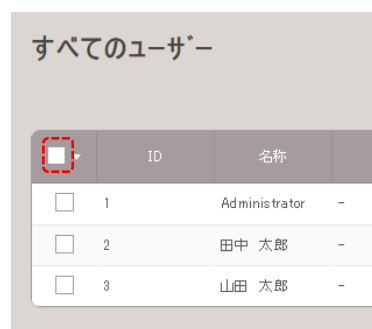 すべてのユーザー
ID 名称
1 Administrator -
2 田中 太郎 -
3 山田 太郎 -